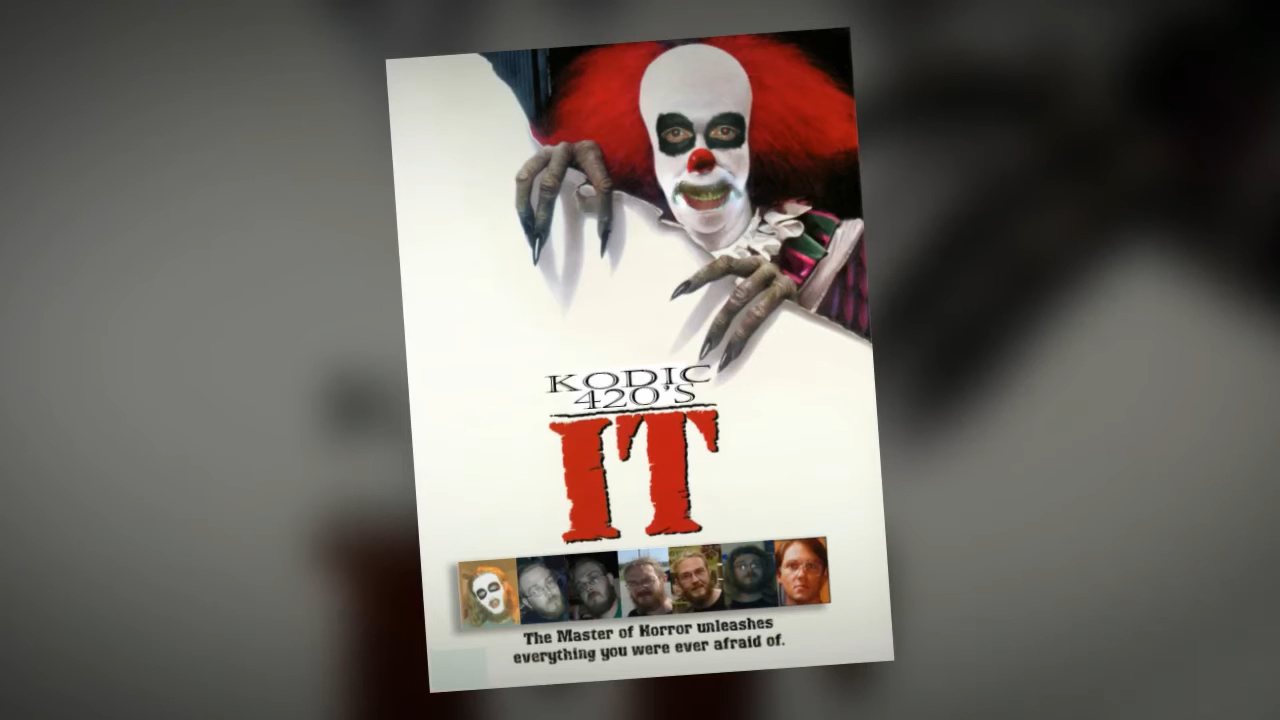 KODIC
420'S
IT
The Master of Horror unleashes
everything you were ever afraid of.